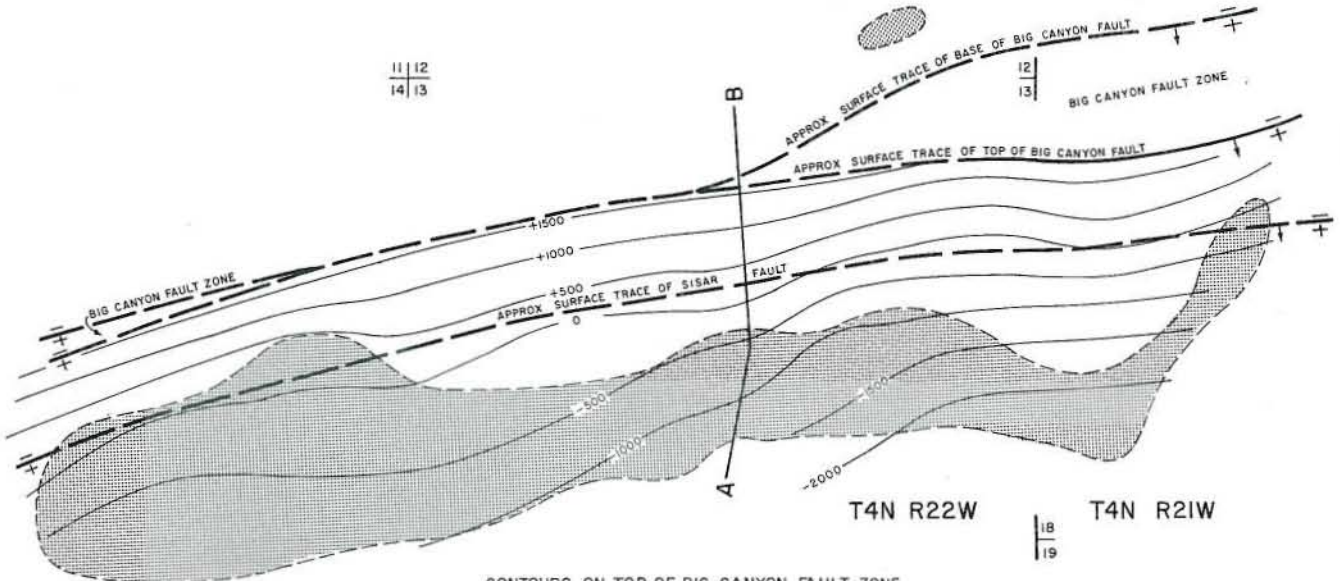 11 12
14 13
12
13
B
APPROX SURFACE TRACE OF BASE OF BIG CANYON FAULT
BIG CANYON FAULT ZONE
APPROX SURFACE TRACE OF TOP OF BIG CANYON FAULT
+1500
+1000
BIG CANYON FAULT ZONE
+500
APPROX SURFACE TRACE OF SISAR FAULT
0
-500
-1000
-2000
A
T4N R22W
T4N R21W
18
19
CONTOURS ON TOP OF BIG CANYON FAULT ZONE